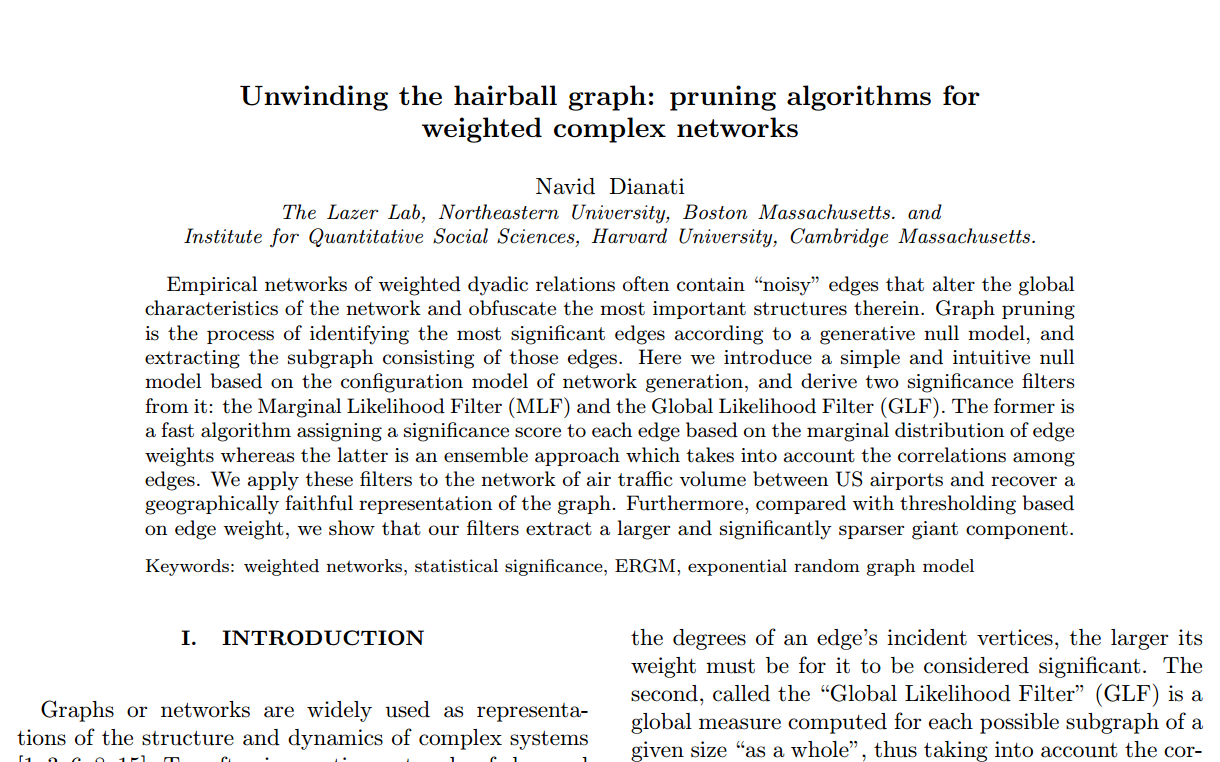 Unwinding the hairball graph: pruning algorithms for
weighted complex networks
Navid Dianati
The Lazer Lab, Northeastern University, Boston Massachusetts. and
Institute for Quantitative Social Sciences, Harvard University, Cambridge Massachusetts.
Empirical networks of weighted dyadic relations often contain “noisy” edges that alter the global
characteristics of the network and obfuscate the most important structures therein. Graph pruning
is the process of identifying the most significant edges according to a generative null model, and
extracting the subgraph consisting of those edges. Here we introduce a simple and intuitive null
model based on the configuration model of network generation, and derive two significance filters
from it: the Marginal Likelihood Filter (MLF) and the Global Likelihood Filter (GLF). The former is
a fast algorithm assigning a significance score to each edge based on the marginal distribution of edge
weights whereas the latter is an ensemble approach which takes into account the correlations among
edges. We apply these filters to the network of air traffic volume between US airports and recover a
geographically faithful representation of the graph. Furthermore, compared with thresholding based
on edge weight, we show that our filters extract a larger and significantly sparser giant component.
Keywords: weighted networks, statistical significance, ERGM, exponential random graph model
I. INTRODUCTION
Graphs or networks are widely used as representa-
tions of the structure and dynamics of complex systems
the degrees of an edge’s incident vertices, the larger its
weight must be for it to be considered significant. The
second, called the “Global Likelihood Filter” (GLF) is a
global measure computed for each possible subgraph of a
given size “as a whole”, thus taking into account the cor-